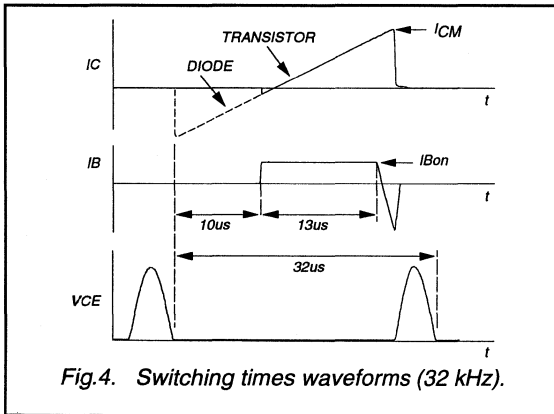 ICM
TRANSISTOR
IC
DIODE
t
IB
IBon
t
10us
13us
32us
VCE
t
Fig.4. Switching times waveforms (32 kHz).